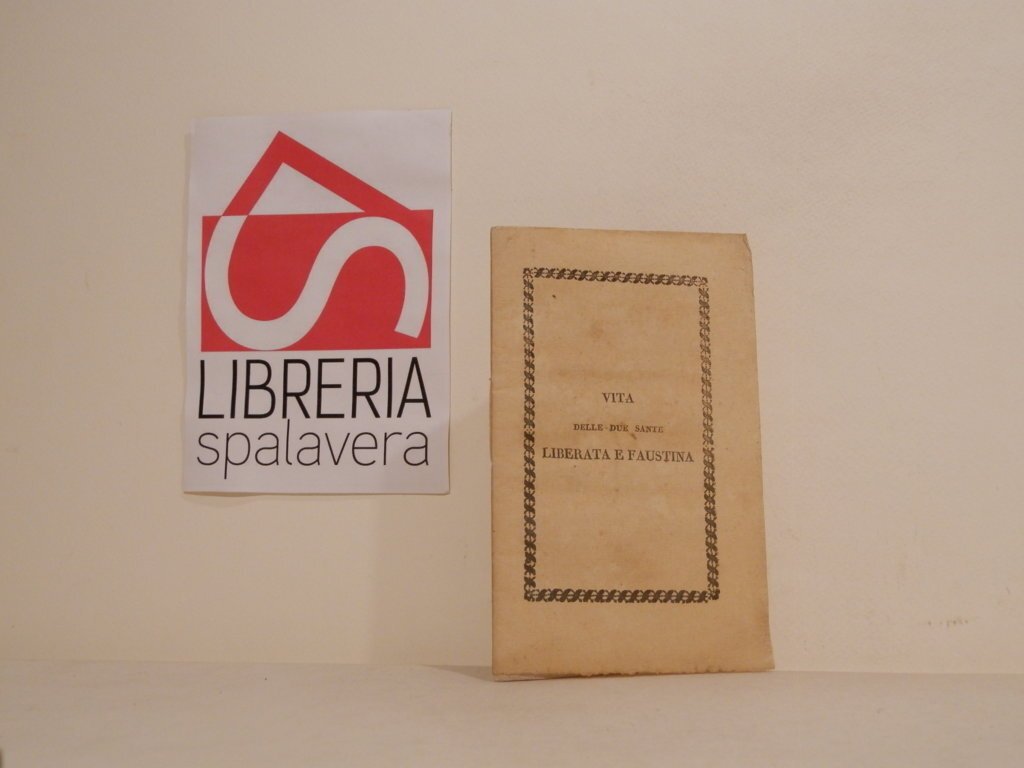 LIBRERIA
spalavera
VITA
DELLE DUE SANTE
LIBERATA E FAUSTINA